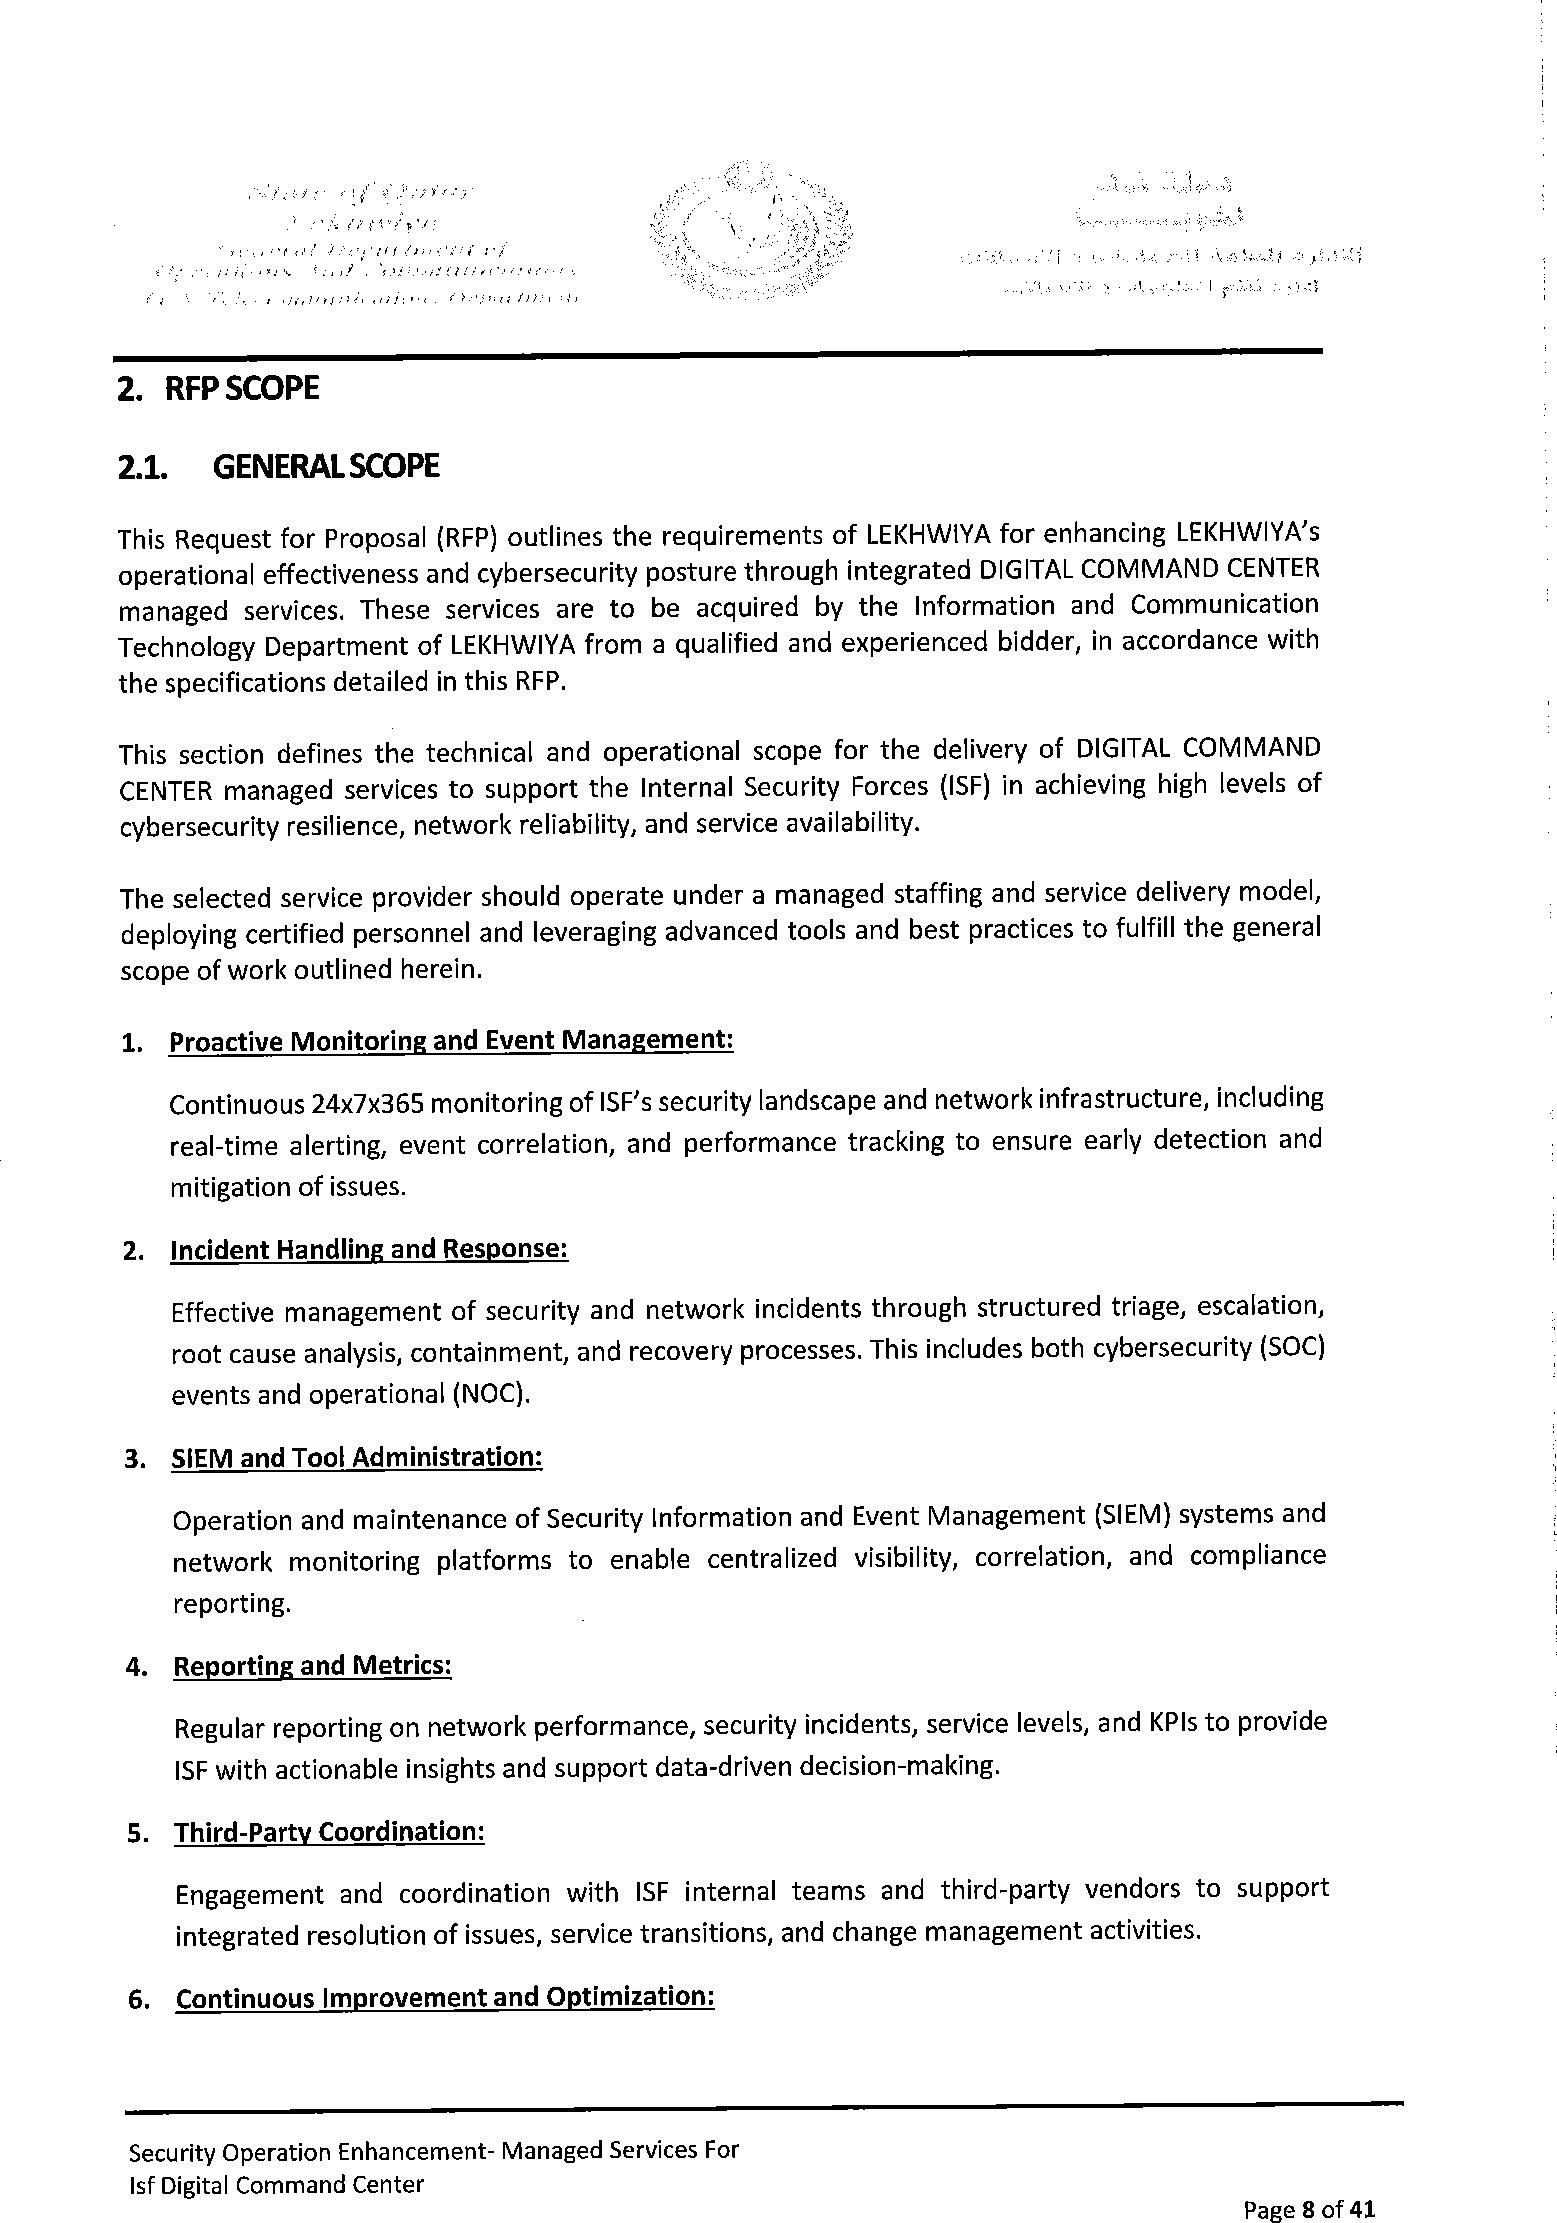 State of Qatar
Lekhwiya
General Department of
Operations And Communications
Department
2. RFP SCOPE
2.1. GENERAL SCOPE
This Request for Proposal (RFP) outlines the requirements of LEKHWIYA for enhancing LEKHWIYA's
operational effectiveness and cybersecurity posture through integrated DIGITAL COMMAND CENTER
managed services. These services are to be acquired by the Information and Communication
Technology Department of LEKHWIYA from a qualified and experienced bidder, in accordance with
the specifications detailed in this RFP.
This section defines the technical and operational scope for the delivery of DIGITAL COMMAND
CENTER managed services to support the Internal Security Forces (ISF) in achieving high levels of
cybersecurity resilience, network reliability, and service availability.
The selected service provider should operate under a managed staffing and service delivery model,
deploying certified personnel and leveraging advanced tools and best practices to fulfill the general
scope of work outlined herein.
1. Proactive Monitoring and Event Management:
Continuous 24x7x365 monitoring of ISF's security landscape and network infrastructure, including
real-time alerting, event correlation, and performance tracking to ensure early detection and
mitigation of issues.
2. Incident Handling and Response:
Effective management of security and network incidents through structured triage, escalation,
root cause analysis, containment, and recovery processes. This includes both cybersecurity (SOC)
events and operational (NOC).
3. SIEM and Tool Administration:
Operation and maintenance of Security Information and Event Management (SIEM) systems and
network monitoring platforms to enable centralized visibility, correlation, and compliance
reporting.
4. Reporting and Metrics:
Regular reporting on network performance, security incidents, service levels, and KPIs to provide
ISF with actionable insights and support data-driven decision-making.
5. Third-Party Coordination:
Engagement and coordination with ISF internal teams and third-party vendors to support
integrated resolution of issues, service transitions, and change management activities.
6. Continuous Improvement and Optimization:
Security Operation Enhancement- Managed Services For
Isf Digital Command Center
Page 8 of 41